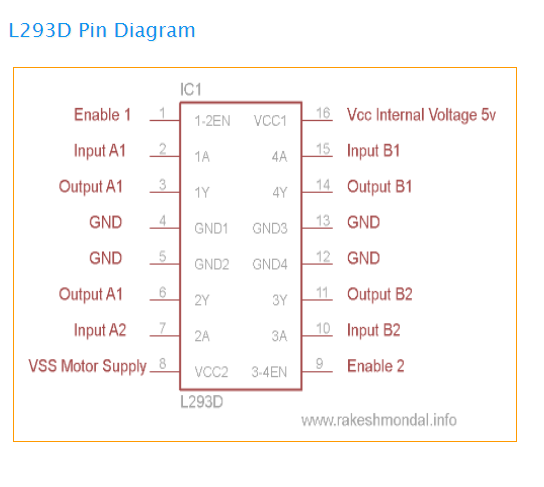 L293D Pin Diagram
IC1
Enable 1 1 1-2EN VCC1 16 Vcc Internal Voltage 5v
Input A1 2 1A 4A 15 Input B1
Output A1 3 1Y 4Y 14 Output B1
GND 4 GND1 GND3 13 GND
GND 5 GND2 GND4 12 GND
Output A1 6 2Y 3Y 11 Output B2
Input A2 7 2A 3A 10 Input B2
VSS Motor Supply 8 VCC2 3-4EN 9 Enable 2
L293D
www.rakeshmondal.info